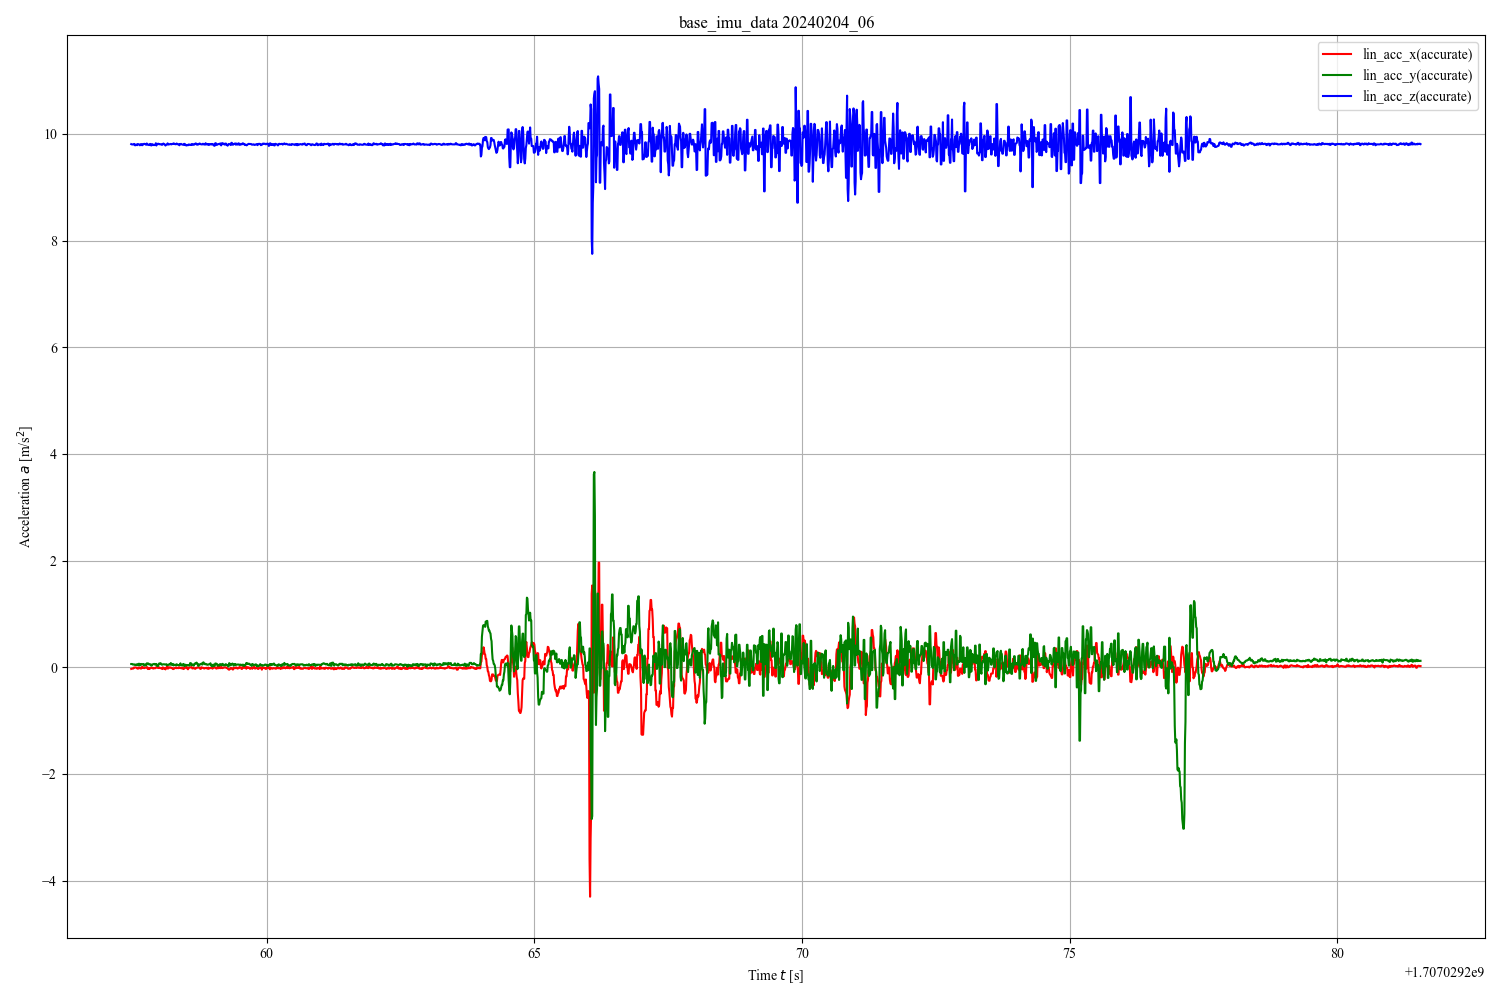 base_imu_data 20240204_06
lin_acc_x(accurate)
lin_acc_y(accurate)
lin_acc_z(accurate)
Acceleration a [m/s²]
10
8
6
4
2
0
−2
−4
60
65
70
75
80
Time t [s]
+1.7070292e9